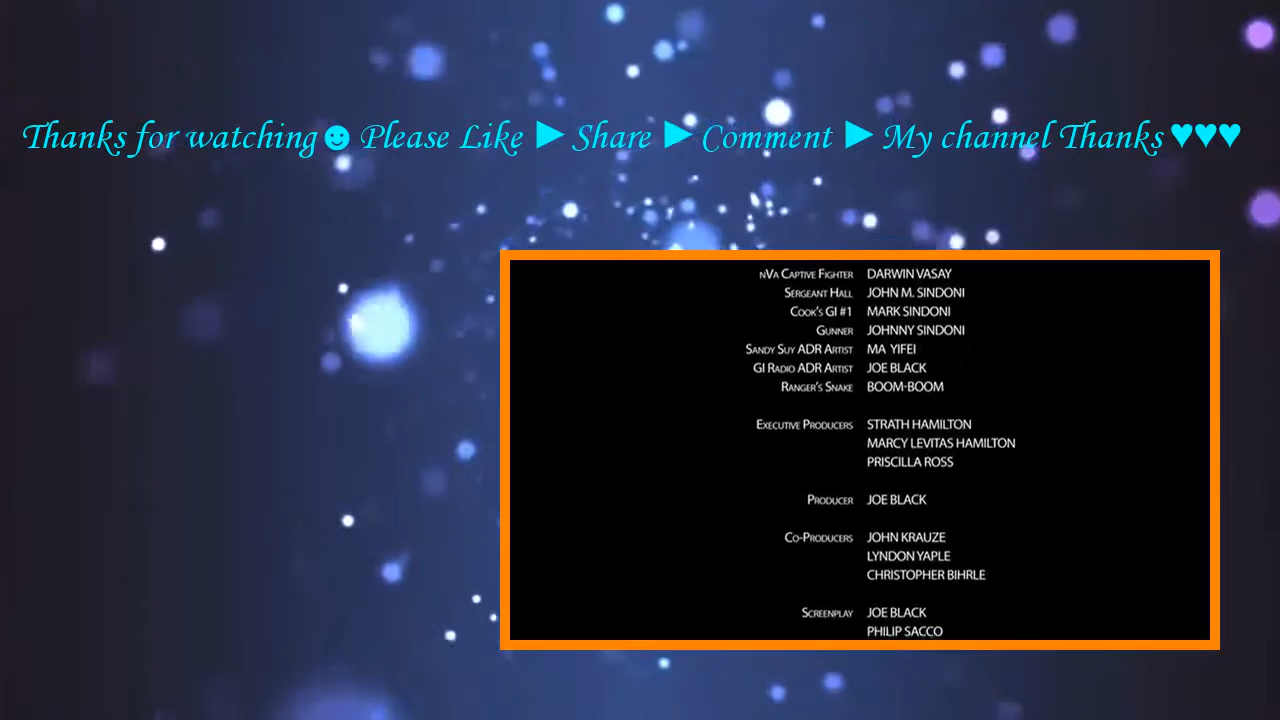 Thanks for watching☻Please Like ► Share ► Comment ► My channel Thanks♥♥♥
NVA CAPTIVE FIGHTER DARWIN VASAY
SERGEANT HALL JOHN M. SINDONI
COOK'S GI #1 MARK SINDONI
GUNNER JOHNNY SINDONI
SANDY SUY ADR ARTIST MA YIFEI
GI RADIO ADR ARTIST JOE BLACK
RANGER'S SNAKE BOOM-BOOM
EXECUTIVE PRODUCERS STRATH HAMILTON
MARCY LEVITAS HAMILTON
PRISCILLA ROSS
PRODUCER JOE BLACK
CO-PRODUCERS JOHN KRAUZE
LYNDON YAPLE
CHRISTOPHER BIHRLE
SCREENPLAY JOE BLACK
PHILIP SACCO